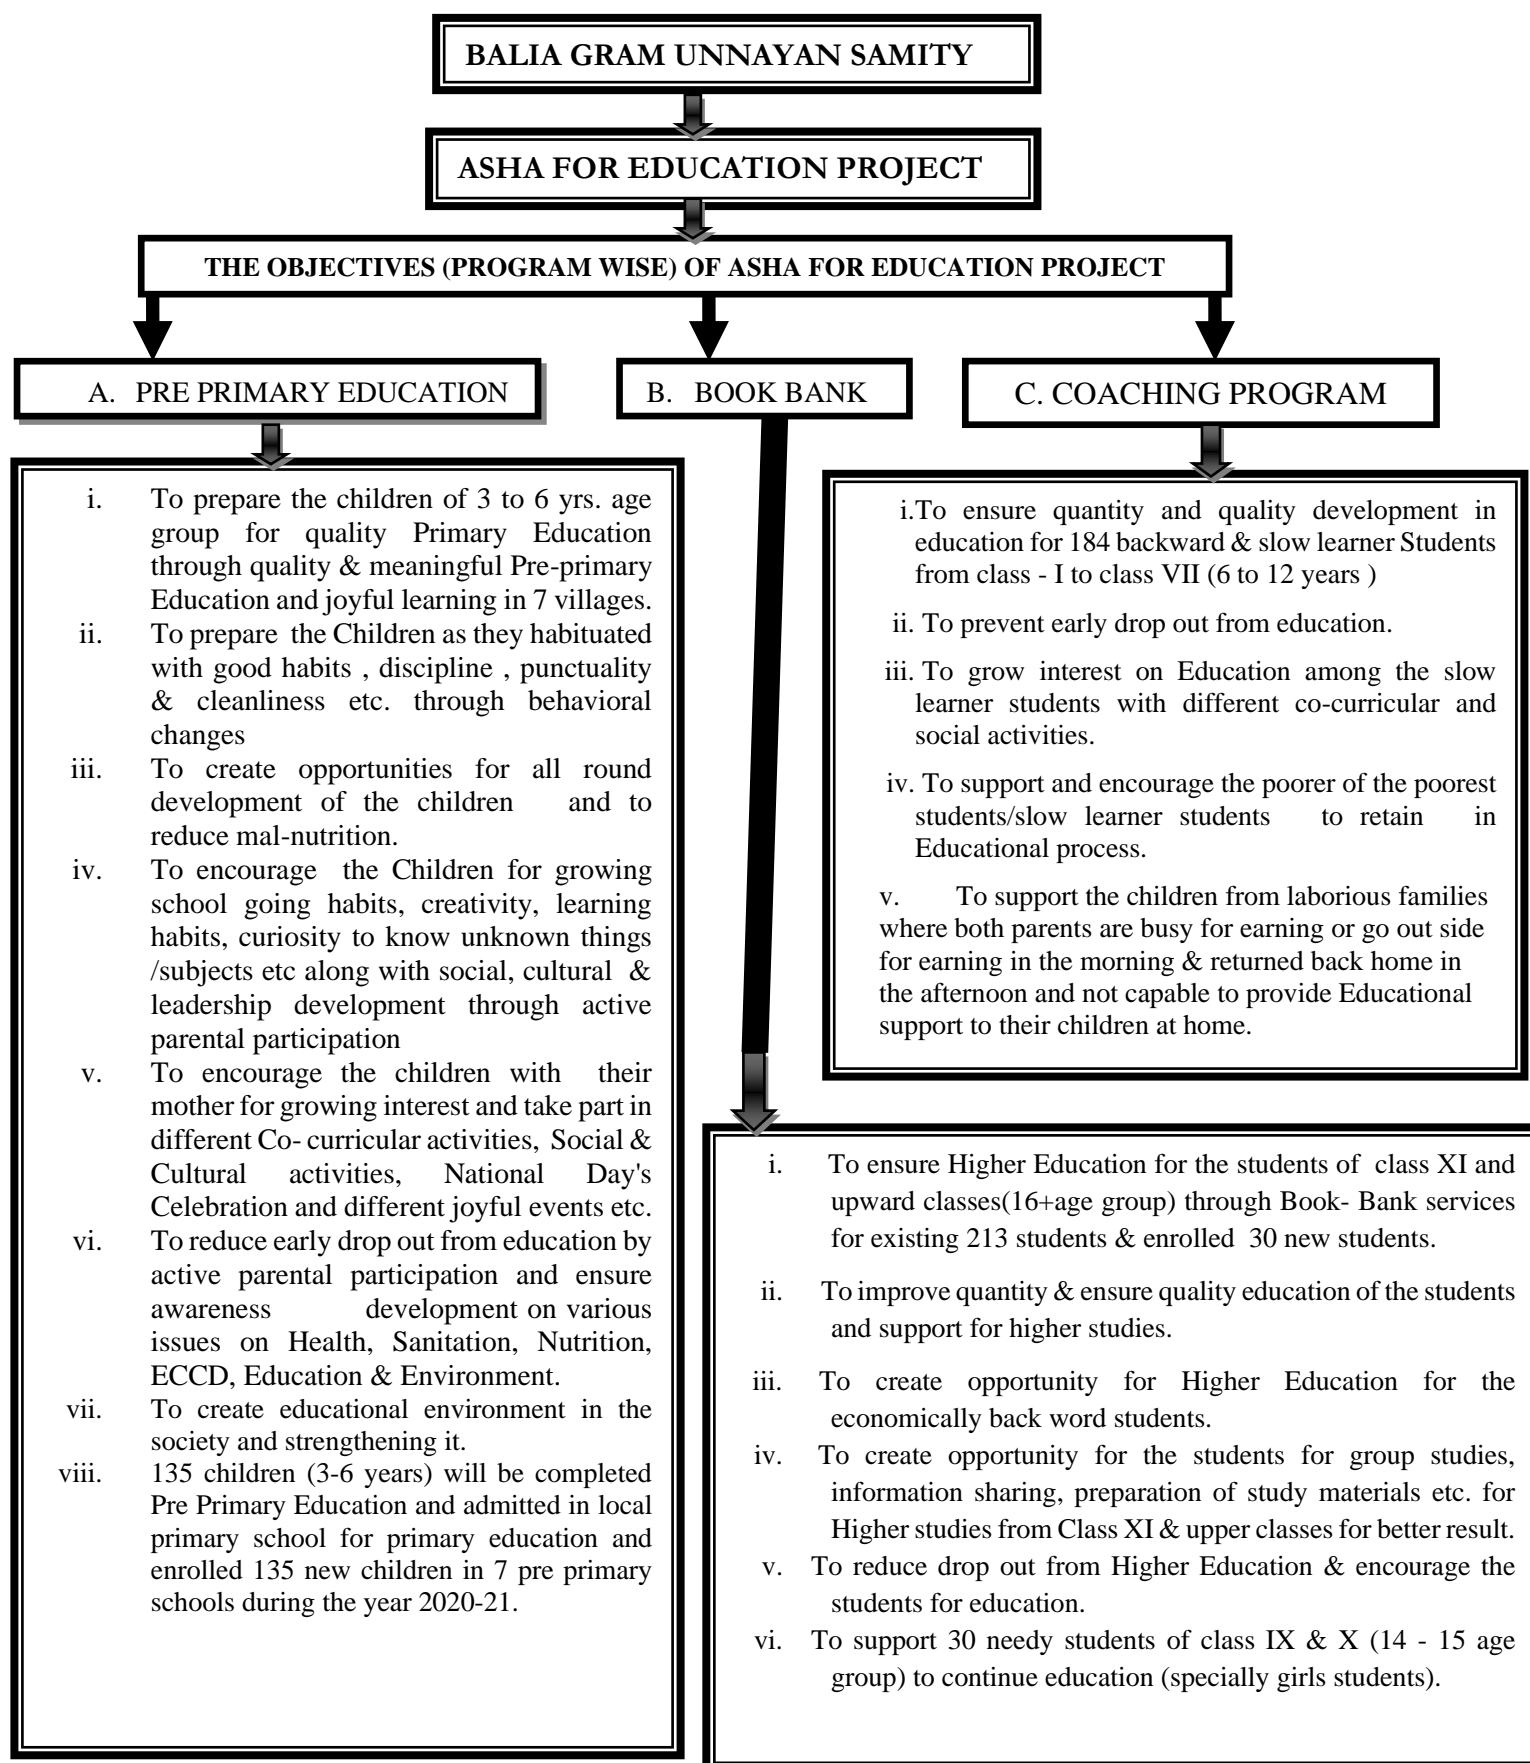 BALIA GRAM UNNAYAN SAMITY
ASHA FOR EDUCATION PROJECT
THE OBJECTIVES (PROGRAM WISE) OF ASHA FOR EDUCATION PROJECT
A. PRE PRIMARY EDUCATION
B. BOOK BANK
C. COACHING PROGRAM
i. To prepare the children of 3 to 6 yrs. age
group for quality Primary Education
through quality & meaningful Pre-primary
Education and joyful learning in 7 villages.
ii. To prepare the Children as they habituated
with good habits , discipline , punctuality
& cleanliness etc. through behavioral
changes
iii. To create opportunities for all round
development of the children and to
reduce mal-nutrition.
iv. To encourage the Children for growing
school going habits, creativity, learning
habits, curiosity to know unknown things
/subjects etc along with social, cultural &
leadership development through active
parental participation
v. To encourage the children with their
mother for growing interest and take part in
different Co- curricular activities, Social &
Cultural activities, National Day's
Celebration and different joyful events etc.
vi. To reduce early drop out from education by
active parental participation and ensure
awareness development on various
issues on Health, Sanitation, Nutrition,
ECCD, Education & Environment.
vii. To create educational environment in the
society and strengthening it.
viii. 135 children (3-6 years) will be completed
Pre Primary Education and admitted in local
primary school for primary education and
enrolled 135 new children in 7 pre primary
schools during the year 2020-21.
i.To ensure quantity and quality development in
education for 184 backward & slow learner Students
from class - I to class VII (6 to 12 years )
ii. To prevent early drop out from education.
iii. To grow interest on Education among the slow
learner students with different co-curricular and
social activities.
iv. To support and encourage the poorer of the poorest
students/slow learner students to retain in
Educational process.
v. To support the children from laborious families
where both parents are busy for earning or go out side
for earning in the morning & returned back home in
the afternoon and not capable to provide Educational
support to their children at home.
i. To ensure Higher Education for the students of class XI and
upward classes(16+age group) through Book- Bank services
for existing 213 students & enrolled 30 new students.
ii. To improve quantity & ensure quality education of the students
and support for higher studies.
iii. To create opportunity for Higher Education for the
economically back word students.
iv. To create opportunity for the students for group studies,
information sharing, preparation of study materials etc. for
Higher studies from Class XI & upper classes for better result.
v. To reduce drop out from Higher Education & encourage the
students for education.
vi. To support 30 needy students of class IX & X (14 - 15 age
group) to continue education (specially girls students).